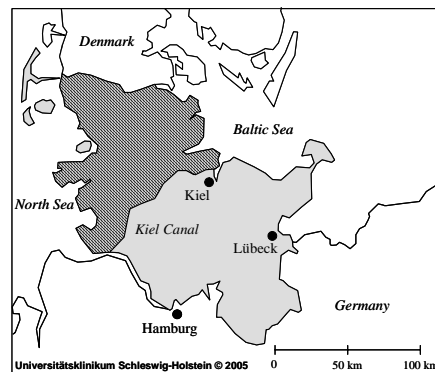 Denmark
Baltic Sea
North Sea
Kiel
Kiel Canal
Lübeck
Germany
Hamburg
Universitätsklinikum Schleswig-Holstein © 2005
0 50 km 100 km